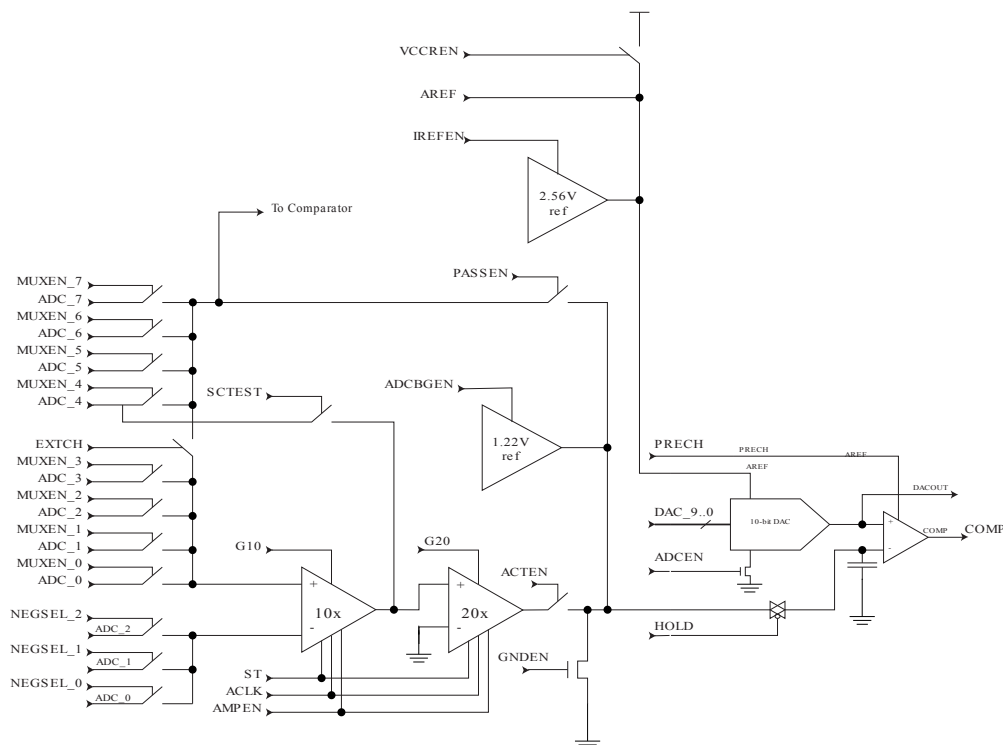 VCCREN
AREF
IREFEN
2.56V
ref
To Comparator
PASSEN
MUXEN_7
ADC_7
MUXEN_6
ADC_6
MUXEN_5
ADC_5
MUXEN_4
ADC_4
SCTEST
ADCBGEN
1.22V
ref
EXTCH
MUXEN_3
ADC_3
MUXEN_2
ADC_2
MUXEN_1
ADC_1
MUXEN_0
ADC_0
PRECH
PRECH
AREF
AREF
DACOUT
DAC_9..0
10-bit DAC
+
-
COMP
COMP
ADCEN
HOLD
G10
+
10x
-
G20
+
20x
-
ACTEN
GNDEN
NEGSEL_2
ADC_2
NEGSEL_1
ADC_1
NEGSEL_0
ADC_0
ST
ACLK
AMPEN